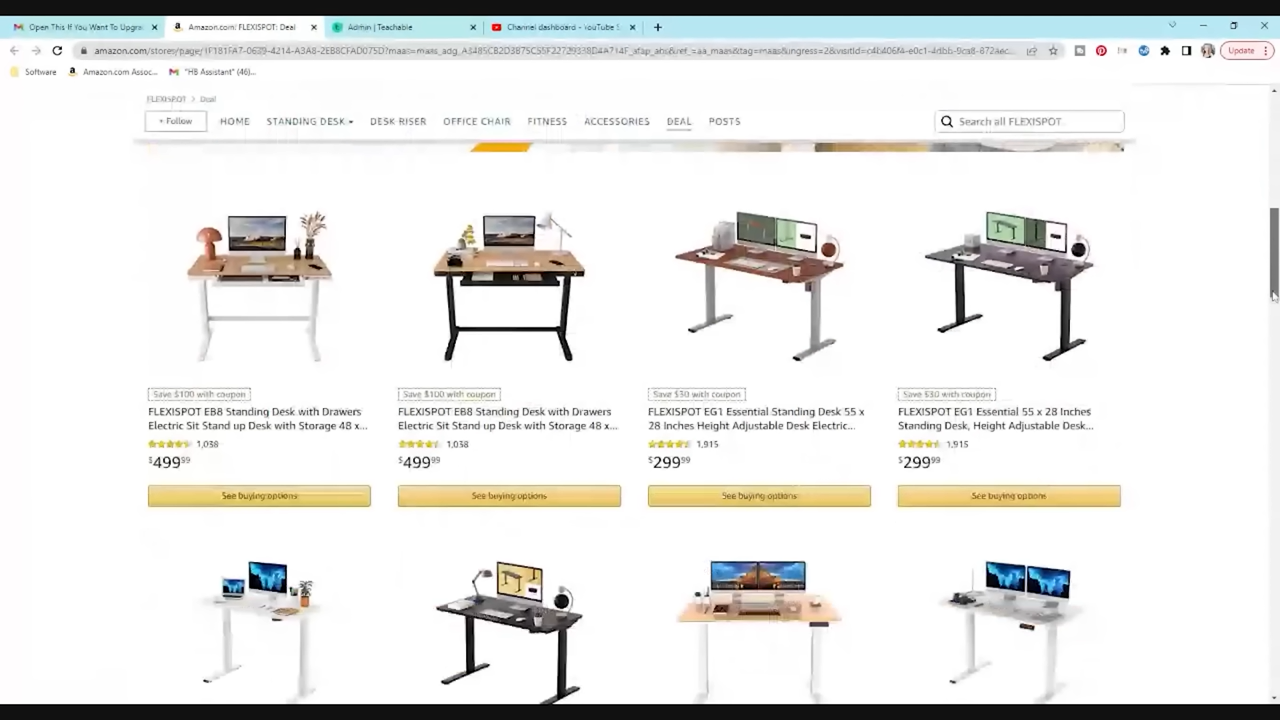 Open This If You Want To Upgra
Amazon.com: FLEXISPOT: Deal
Admin | Teachable
Channel dashboard - YouTube S
Update
Software
Amazon.com Assoc...
"HB Assistant" (46)...
FLEXISPOT > Deal
+ Follow
HOME
STANDING DESK
DESK RISER
OFFICE CHAIR
FITNESS
ACCESSORIES
DEAL
POSTS
Search all FLEXISPOT
Save $100 with coupon
FLEXISPOT EB8 Standing Desk with Drawers
Electric Sit Stand up Desk with Storage 48 x...
1,038
$499.99
See buying options
Save $100 with coupon
FLEXISPOT EB8 Standing Desk with Drawers
Electric Sit Stand up Desk with Storage 48 x...
1,038
$499.99
See buying options
Save $30 with coupon
FLEXISPOT EG1 Essential Standing Desk 55 x
28 Inches Height Adjustable Desk Electric...
1,915
$299.99
See buying options
Save $30 with coupon
FLEXISPOT EG1 Essential 55 x 28 Inches
Standing Desk, Height Adjustable Desk...
1,915
$299.99
See buying options